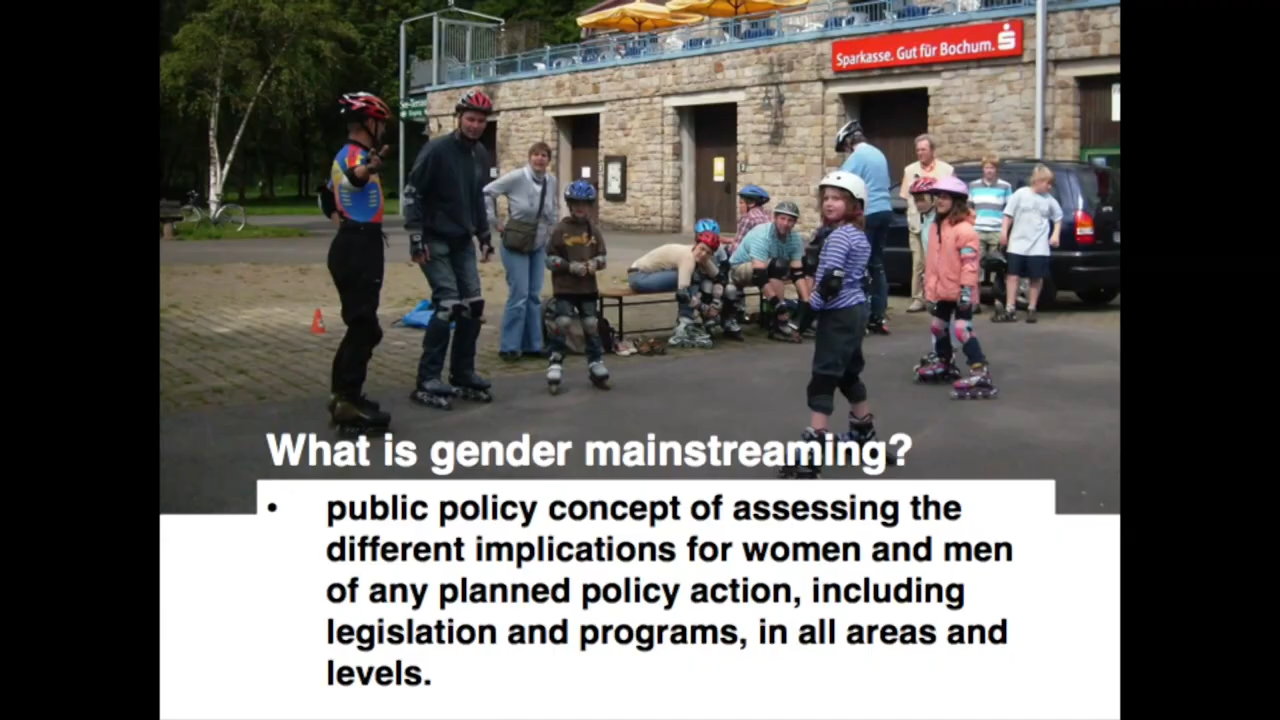 Sparkasse. Gut für Bochum.
What is gender mainstreaming?
• public policy concept of assessing the
different implications for women and men
of any planned policy action, including
legislation and programs, in all areas and
levels.